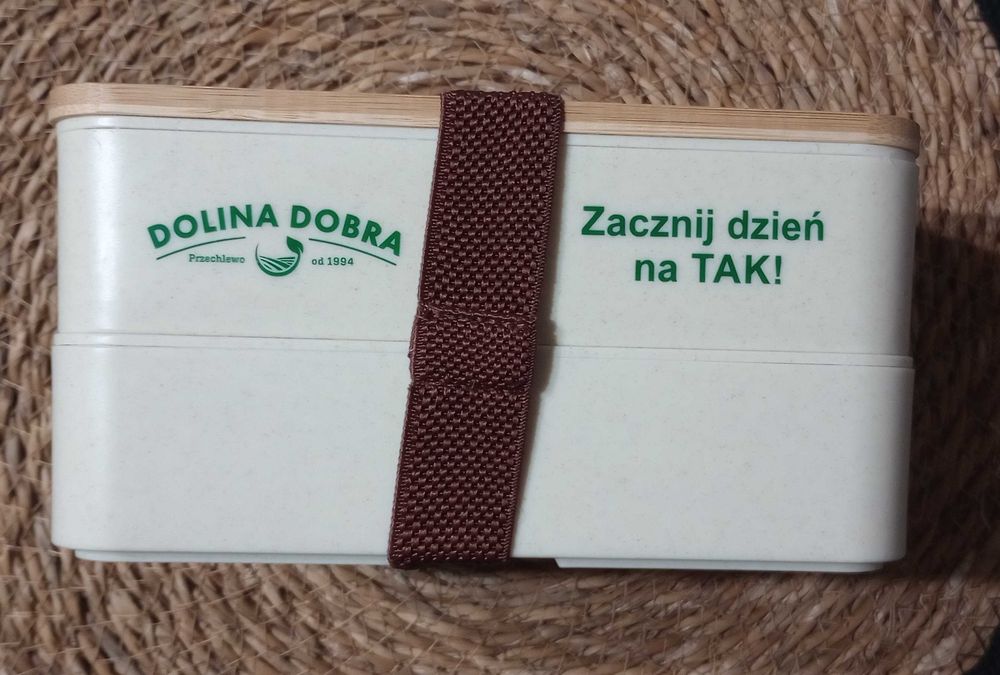 DOLINA DOBRA
Przechlewo od 1994
Zacznij dzień
na TAK!